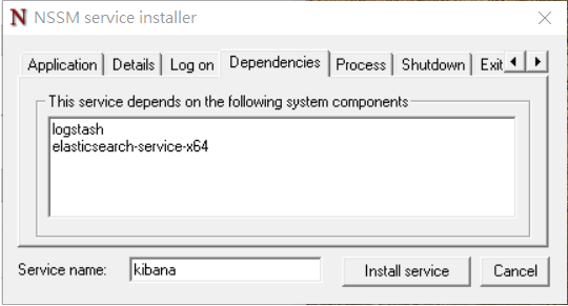 NSSM service installer
Application Details Log on Dependencies Process Shutdown Exit
This service depends on the following system components
logstash
elasticsearch-service-x64
Service name: kibana Install service Cancel